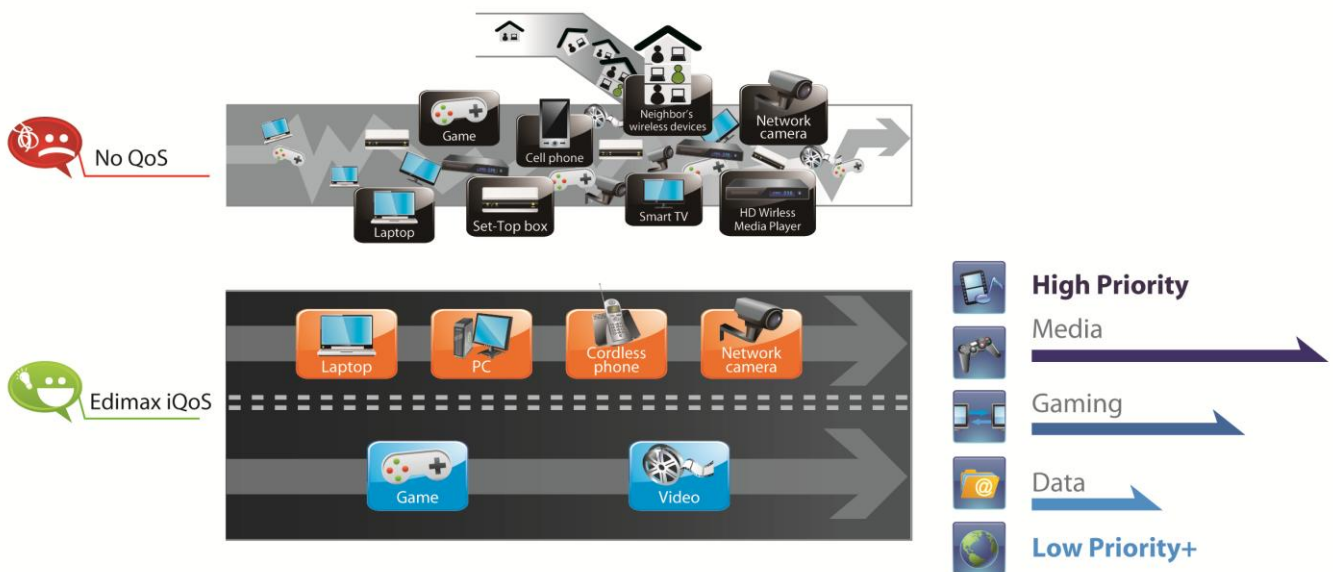 No QoS
Game
Cell phone
Neighbor's
wireless devices
Network
camera
Laptop
Set-Top box
Smart TV
HD Wirless
Media Player
Edimax iQoS
Laptop
PC
Cordless
phone
Network
camera
Game
Video
High Priority
Media
Gaming
@
Data
Low Priority+